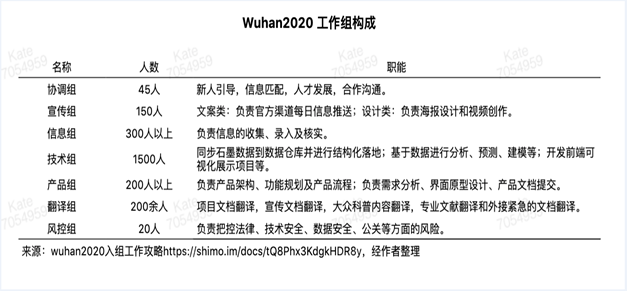 Wuhan2020 工作组构成
名称 人数 职能
协调组 45人 新人引导，信息匹配，人才发展，合作沟通。
宣传组 150人 文案类：负责官方渠道每日信息推送；设计类：负责海报设计和视频创作。
信息组 300人以上 负责信息的收集、录入及核实。
技术组 1500人 同步石墨数据到数据仓库并进行结构化落地；基于数据进行分析、预测、建模等；开发前端可
视化展示项目等。
产品组 200人以上 负责产品架构、功能规划及产品流程；负责需求分析、界面原型设计、产品文档提交。
翻译组 200余人 项目文档翻译，宣传文档翻译，大众科普内容翻译，专业文献翻译和外接紧急的文档翻译。
风控组 20人 负责把控法律、技术安全、数据安全、公关等方面的风险。
来源：wuhan2020入组工作攻略https://shimo.im/docs/tQ8Phx3KdgkHDR8y，经作者整理
Kate
7054959
Kate
7054959
Kate
7054959
Kate
7054959
Kate
7054959
Kate
7054959
Kate
7054959
Kate
7054959